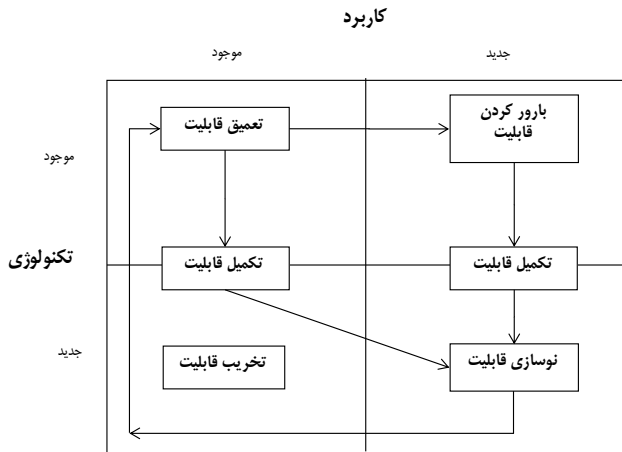 کاربرد
جدید
موجود
بارور کردن
قابلیت
تعمیق قابلیت
موجود
تکنولوژی
تکمیل قابلیت
تکمیل قابلیت
جدید
نوسازی قابلیت
تخریب قابلیت